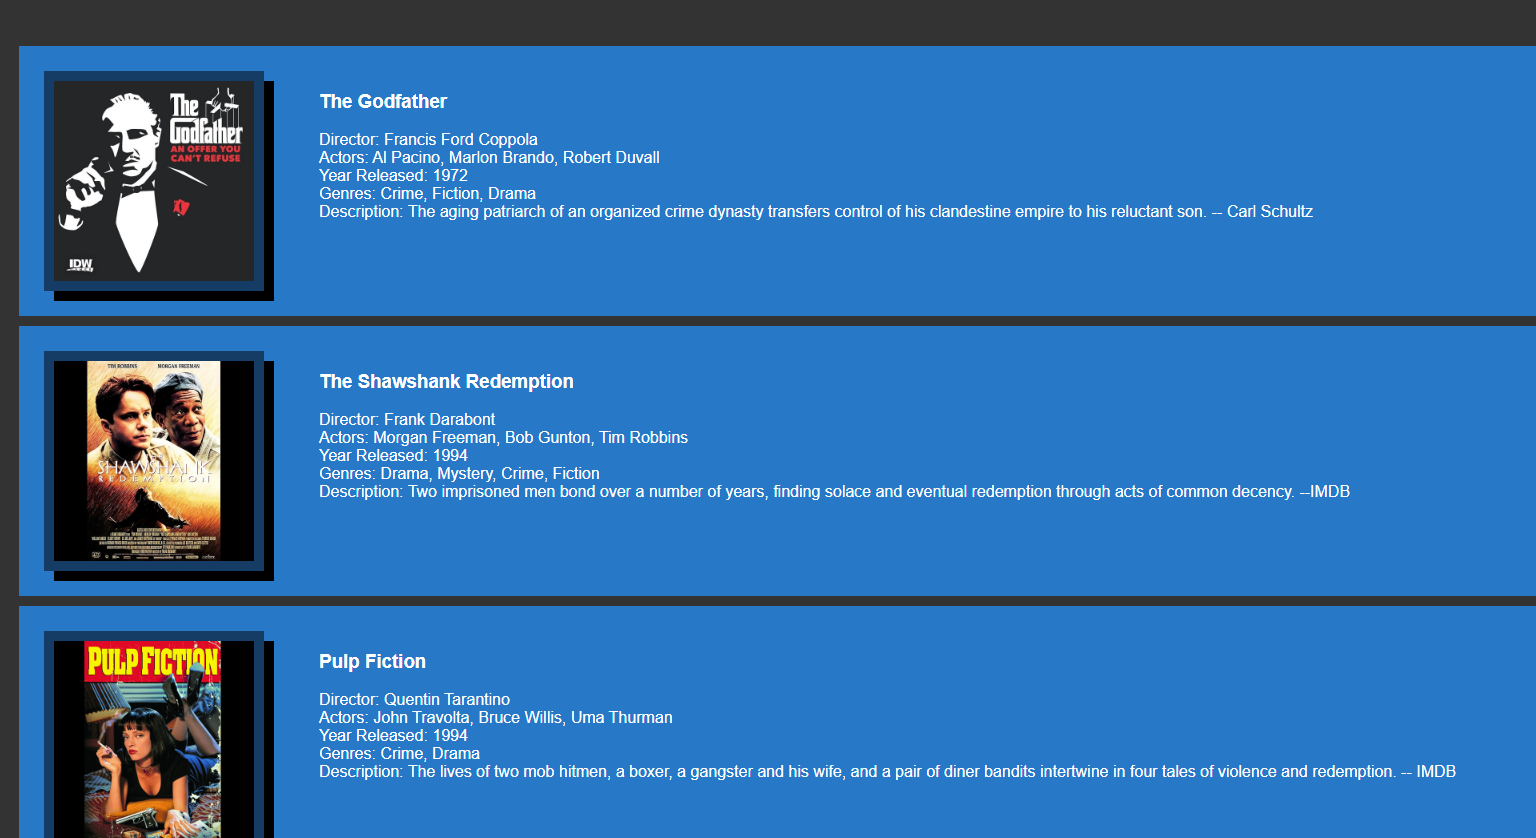 The
Godfather
AN OFFER YOU
CAN'T REFUSE
IDW
The Godfather
Director: Francis Ford Coppola
Actors: Al Pacino, Marlon Brando, Robert Duvall
Year Released: 1972
Genres: Crime, Fiction, Drama
Description: The aging patriarch of an organized crime dynasty transfers control of his clandestine empire to his reluctant son. -- Carl Schultz
TIM ROBBINS MORGAN FREEMAN
SHAWSHANK
REDEMPTION
The Shawshank Redemption
Director: Frank Darabont
Actors: Morgan Freeman, Bob Gunton, Tim Robbins
Year Released: 1994
Genres: Drama, Mystery, Crime, Fiction
Description: Two imprisoned men bond over a number of years, finding solace and eventual redemption through acts of common decency. --IMDB
PULP FICTION
Pulp Fiction
Director: Quentin Tarantino
Actors: John Travolta, Bruce Willis, Uma Thurman
Year Released: 1994
Genres: Crime, Drama
Description: The lives of two mob hitmen, a boxer, a gangster and his wife, and a pair of diner bandits intertwine in four tales of violence and redemption. -- IMDB